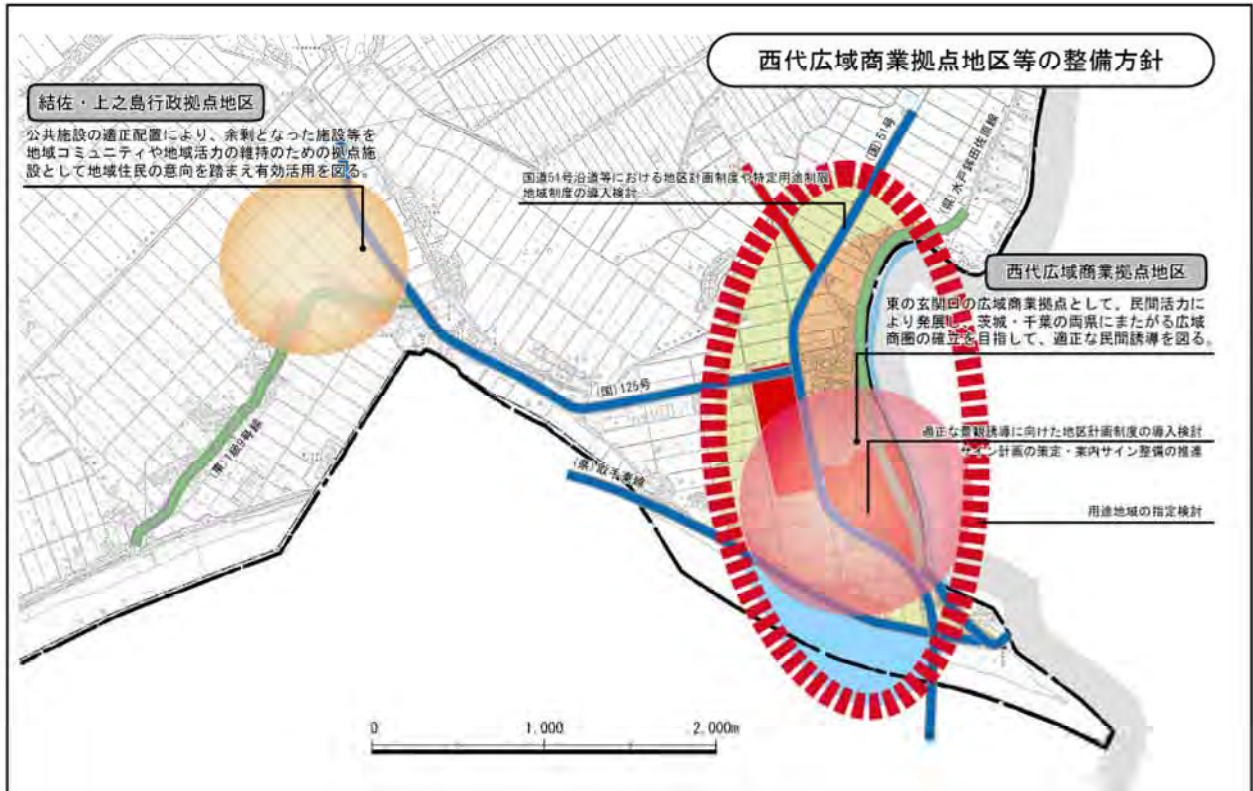 西代広域商業拠点地区等の整備方針
結佐・上之島行政拠点地区
公共施設の適正配置により、余剰となった施設等を
地域コミュニティや地域活力の維持のための拠点施
設として地域住民の意向を踏まえ有効活用を図る。
国道51号沿道等における地区計画制度や特定用途制限
地域制度の導入検討
(国)51号
(県)水戸鉾田佐原線
西代広域商業拠点地区
東の玄関口の広域商業拠点として、民間活力に
より発展し、茨城・千葉の両県にまたがる広域
商圏の確立を目指して、適正な民間誘導を図る。
(国)125号
適正な景観誘導に向けた地区計画制度の導入検討
サイン計画の策定・案内サイン整備の推進
(東)1級9号線
(県)取手東線
用途地域の指定検討
0 1,000 2,000m